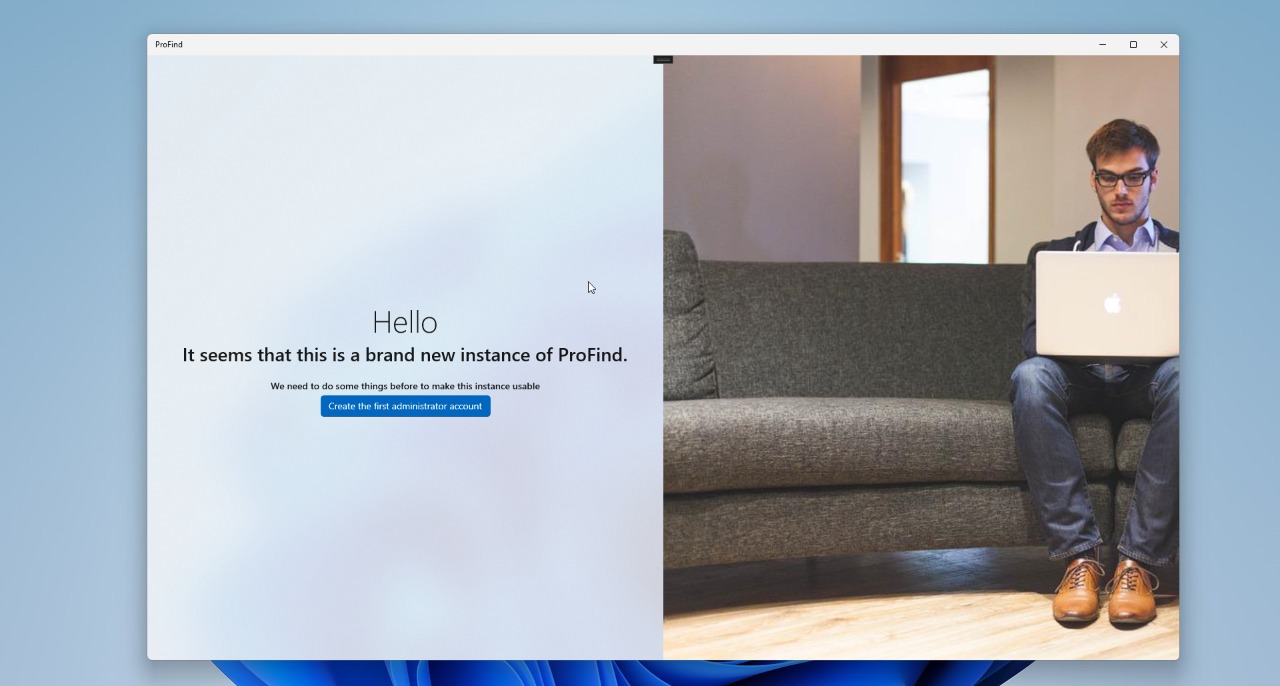 ProFind
Hello
It seems that this is a brand new instance of ProFind.
We need to do some things before to make this instance usable
Create the first administrator account